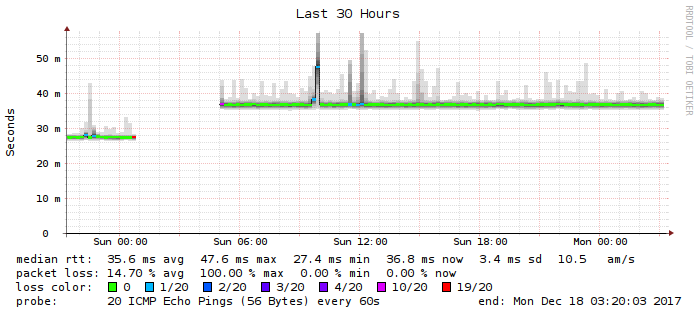 Last 30 Hours
RRDTOOL / TOBI OETIKER
Seconds
50 m
40 m
30 m
20 m
10 m
0
Sun 00:00 Sun 06:00 Sun 12:00 Sun 18:00 Mon 00:00
median rtt: 35.6 ms avg 47.6 ms max 27.4 ms min 36.8 ms now 3.4 ms sd 10.5 am/s
packet loss: 14.70 % avg 100.00 % max 0.00 % min 0.00 % now
loss color: 0 1/20 2/20 3/20 4/20 10/20 19/20
probe: 20 ICMP Echo Pings (56 Bytes) every 60s end: Mon Dec 18 03:20:03 2017